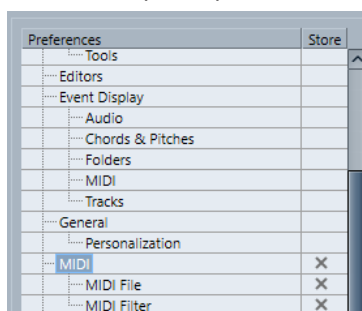 Preferences Store
Tools
Editors
Event Display
Audio
Chords & Pitches
Folders
MIDI
Tracks
General
Personalization
MIDI
MIDI File
MIDI Filter